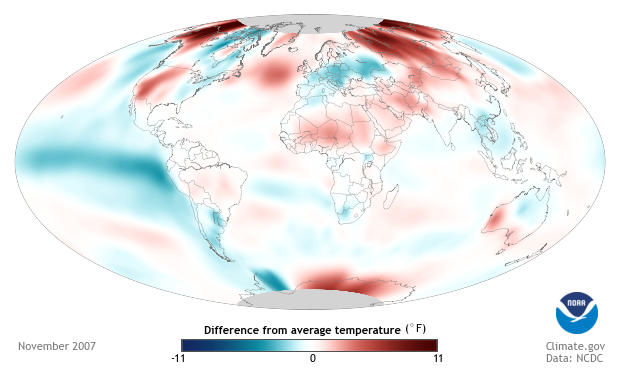 NOAA
Difference from average temperature (°F)
November 2007
-11
0
11
Climate.gov
Data: NCDC